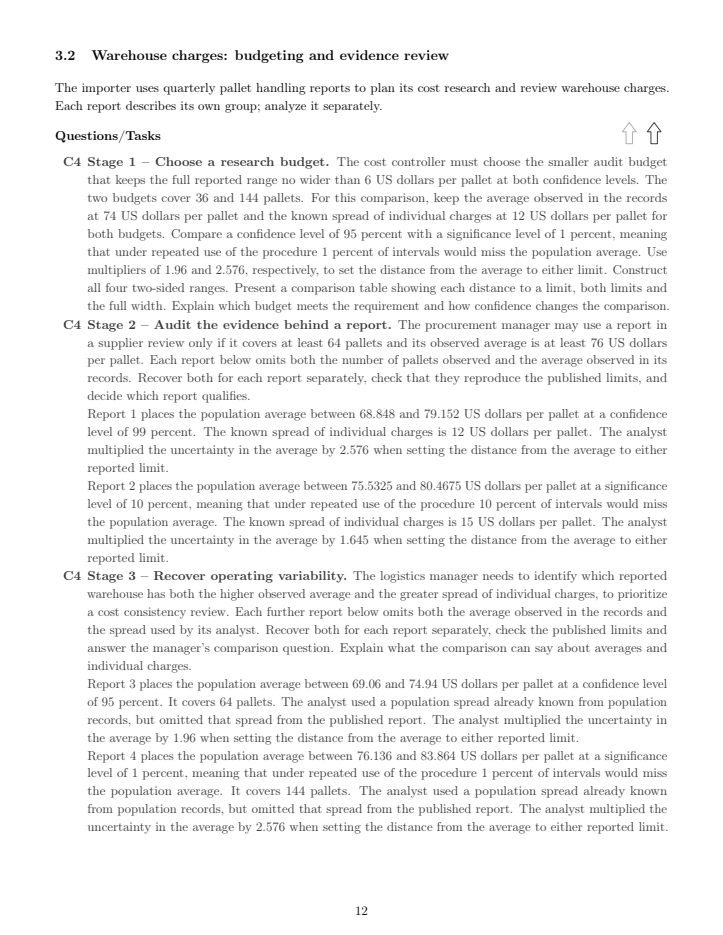 3.2 Warehouse charges: budgeting and evidence review
The importer uses quarterly pallet handling reports to plan its cost research and review warehouse charges.
Each report describes its own group; analyze it separately.
Questions/Tasks
C4 Stage 1 – Choose a research budget. The cost controller must choose the smaller audit budget
that keeps the full reported range no wider than 6 US dollars per pallet at both confidence levels. The
two budgets cover 36 and 144 pallets. For this comparison, keep the average observed in the records
at 74 US dollars per pallet and the known spread of individual charges at 12 US dollars per pallet for
both budgets. Compare a confidence level of 95 percent with a significance level of 1 percent, meaning
that under repeated use of the procedure 1 percent of intervals would miss the population average. Use
multipliers of 1.96 and 2.576, respectively, to set the distance from the average to either limit. Construct
all four two-sided ranges. Present a comparison table showing each distance to a limit, both limits and
the full width. Explain which budget meets the requirement and how confidence changes the comparison.
C4 Stage 2 – Audit the evidence behind a report. The procurement manager may use a report in
a supplier review only if it covers at least 64 pallets and its observed average is at least 76 US dollars
per pallet. Each report below omits both the number of pallets observed and the average observed in its
records. Recover both for each report separately, check that they reproduce the published limits, and
decide which report qualifies.
Report 1 places the population average between 68.848 and 79.152 US dollars per pallet at a confidence
level of 99 percent. The known spread of individual charges is 12 US dollars per pallet. The analyst
multiplied the uncertainty in the average by 2.576 when setting the distance from the average to either
reported limit.
Report 2 places the population average between 75.5325 and 80.4675 US dollars per pallet at a significance
level of 10 percent, meaning that under repeated use of the procedure 10 percent of intervals would miss
the population average. The known spread of individual charges is 15 US dollars per pallet. The analyst
multiplied the uncertainty in the average by 1.645 when setting the distance from the average to either
reported limit.
C4 Stage 3 – Recover operating variability. The logistics manager needs to identify which reported
warehouse has both the higher observed average and the greater spread of individual charges, to prioritize
a cost consistency review. Each further report below omits both the average observed in the records and
the spread used by its analyst. Recover both for each report separately, check the published limits and
answer the manager's comparison question. Explain what the comparison can say about averages and
individual charges.
Report 3 places the population average between 69.06 and 74.94 US dollars per pallet at a confidence level
of 95 percent. It covers 64 pallets. The analyst used a population spread already known from population
records, but omitted that spread from the published report. The analyst multiplied the uncertainty in
the average by 1.96 when setting the distance from the average to either reported limit.
Report 4 places the population average between 76.136 and 83.864 US dollars per pallet at a significance
level of 1 percent, meaning that under repeated use of the procedure 1 percent of intervals would miss
the population average. It covers 144 pallets. The analyst used a population spread already known
from population records, but omitted that spread from the published report. The analyst multiplied the
uncertainty in the average by 2.576 when setting the distance from the average to either reported limit.
12